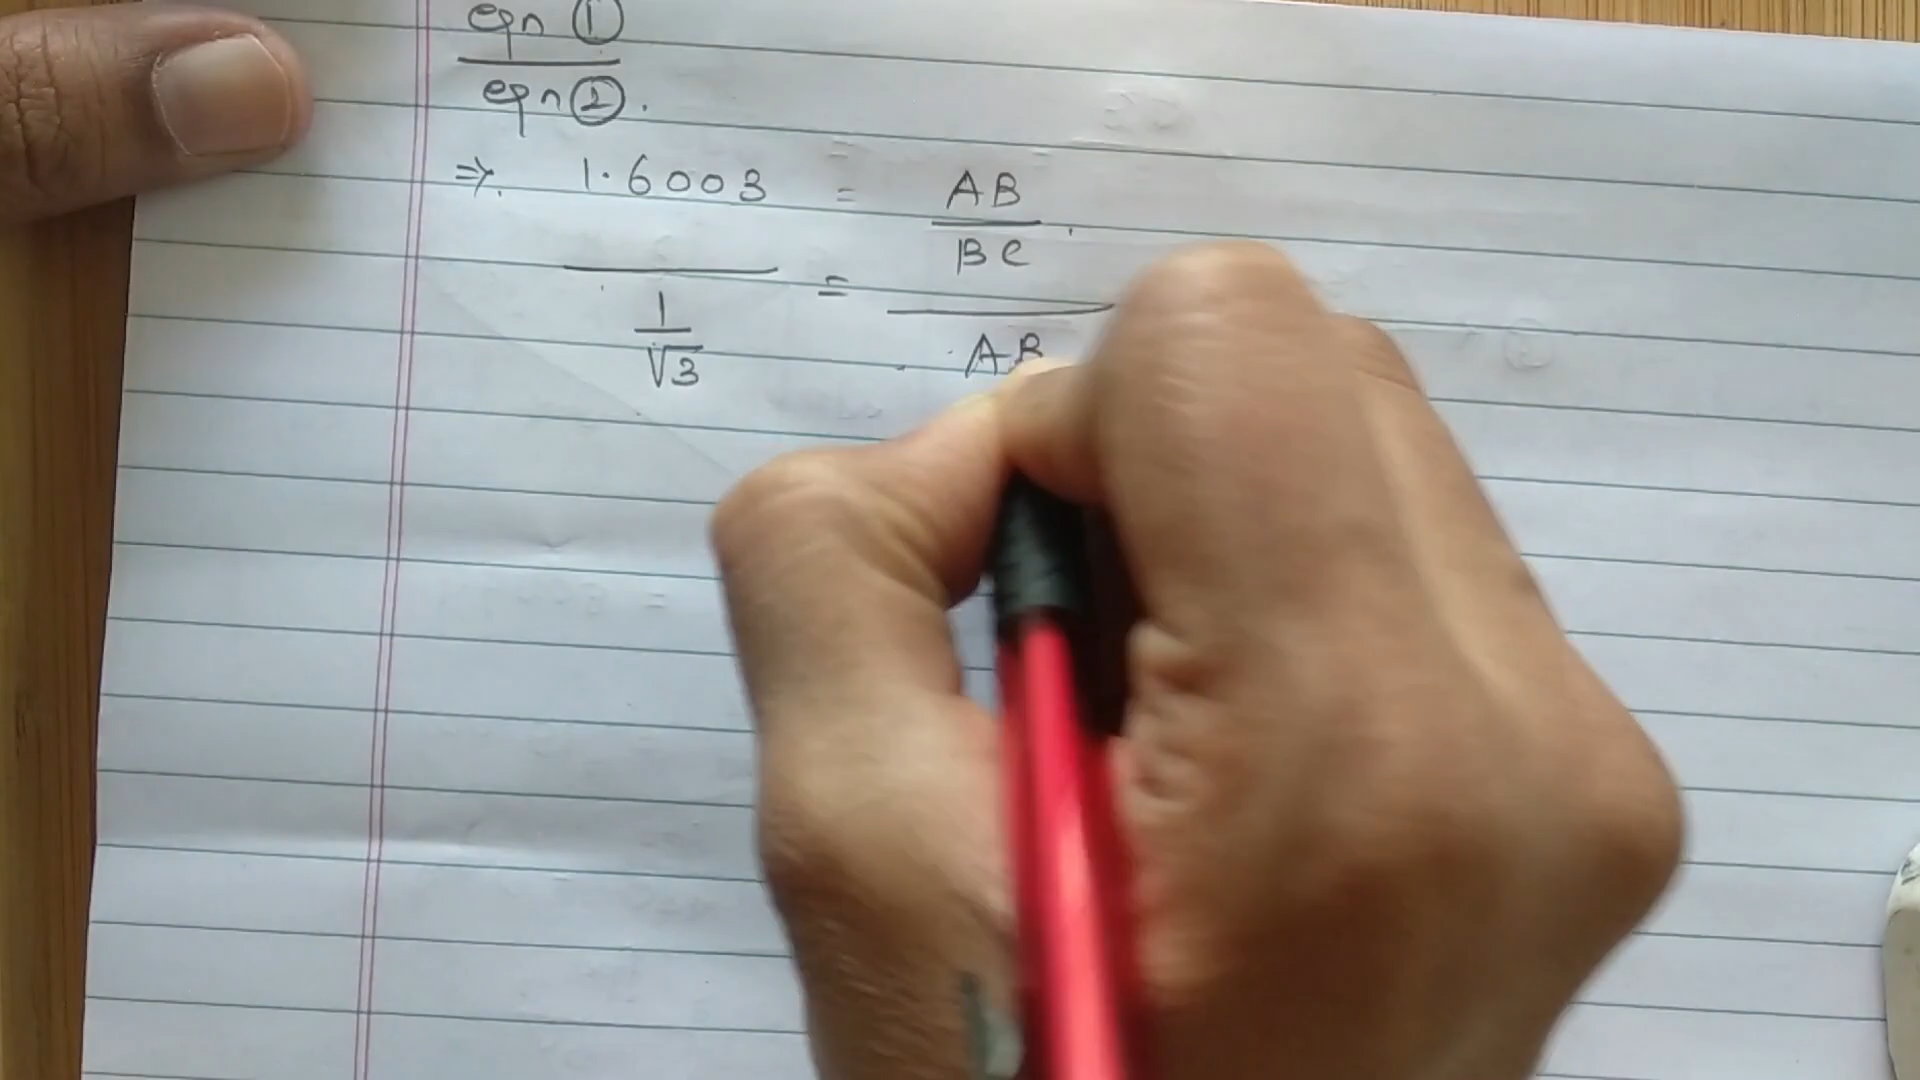 eqn ①
eqn ②.
⇒ 1.6003 = AB
BC
=
1
√3
AB